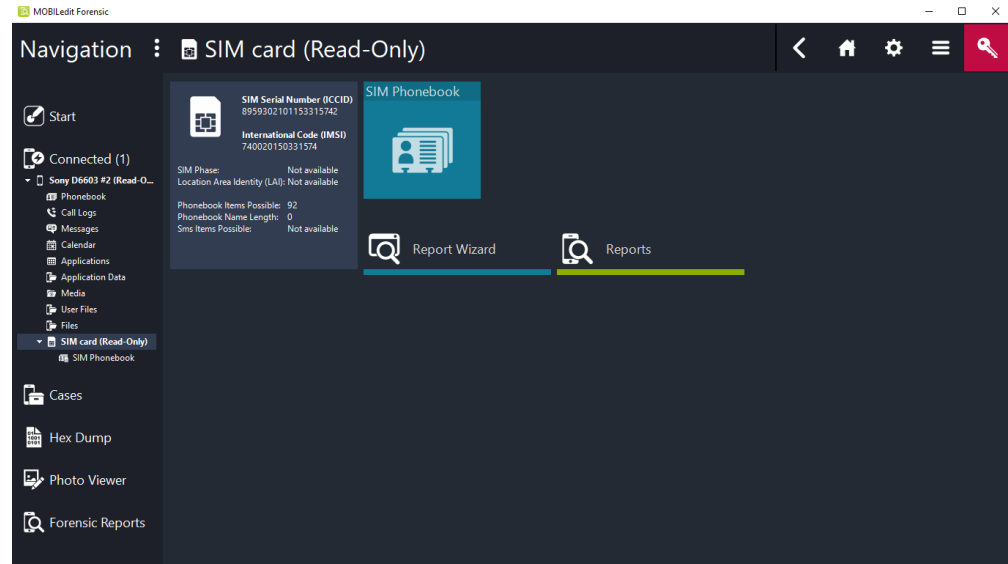 MOBILedit Forensic
Navigation
SIM card (Read-Only)
Start
Connected (1)
Sony D6603 #2 (Read-O...
Phonebook
Call Logs
Messages
Calendar
Applications
Application Data
Media
User Files
Files
SIM card (Read-Only)
SIM Phonebook
Cases
Hex Dump
Photo Viewer
Forensic Reports
SIM Serial Number (ICCID)
8959302101153315742
International Code (IMSI)
740020150331574
SIM Phase: Not available
Location Area Identity (LAI): Not available
Phonebook Items Possible: 92
Phonebook Name Length: 0
Sms Items Possible: Not available
SIM Phonebook
Report Wizard
Reports